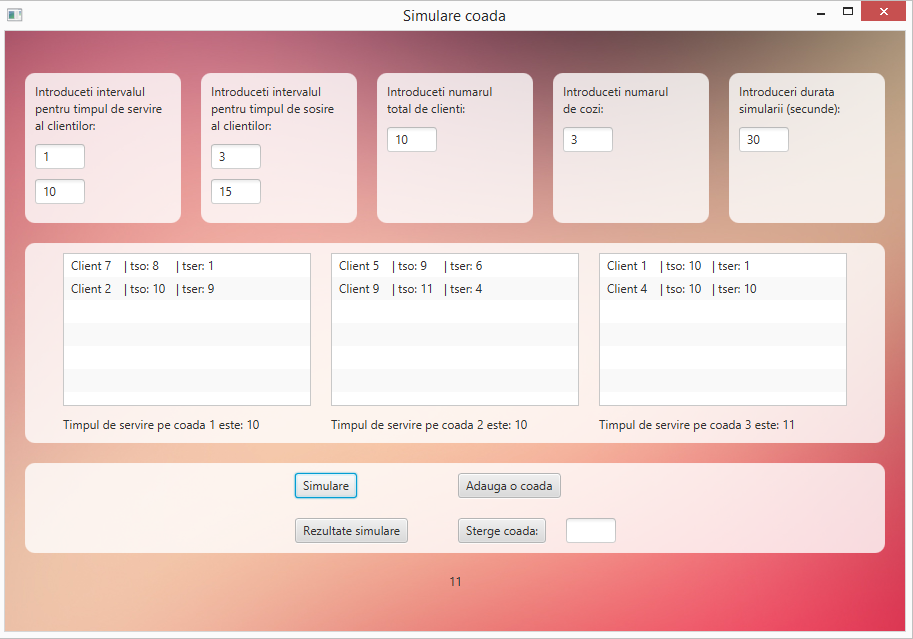 Simulare coada
Introduceti intervalul
pentru timpul de servire
al clientilor:
1
10
Introduceti intervalul
pentru timpul de sosire
al clientilor:
3
15
Introduceti numarul
total de clienti:
10
Introduceti numarul
de cozi:
3
Introduceri durata
simularii (secunde):
30
Client 7 | tso: 8 | tser: 1
Client 2 | tso: 10 | tser: 9
Timpul de servire pe coada 1 este: 10
Client 5 | tso: 9 | tser: 6
Client 9 | tso: 11 | tser: 4
Timpul de servire pe coada 2 este: 10
Client 1 | tso: 10 | tser: 1
Client 4 | tso: 10 | tser: 10
Timpul de servire pe coada 3 este: 11
Simulare
Adauga o coada
Rezultate simulare
Sterge coada:
11